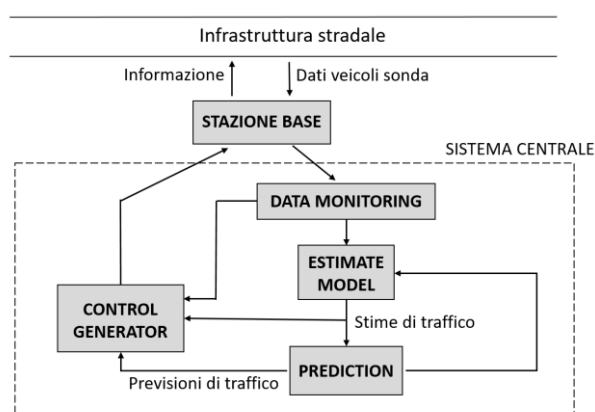 Infrastruttura stradale
Informazione
Dati veicoli sonda
STAZIONE BASE
SISTEMA CENTRALE
DATA MONITORING
ESTIMATE
MODEL
CONTROL
GENERATOR
Stime di traffico
PREDICTION
Previsioni di traffico